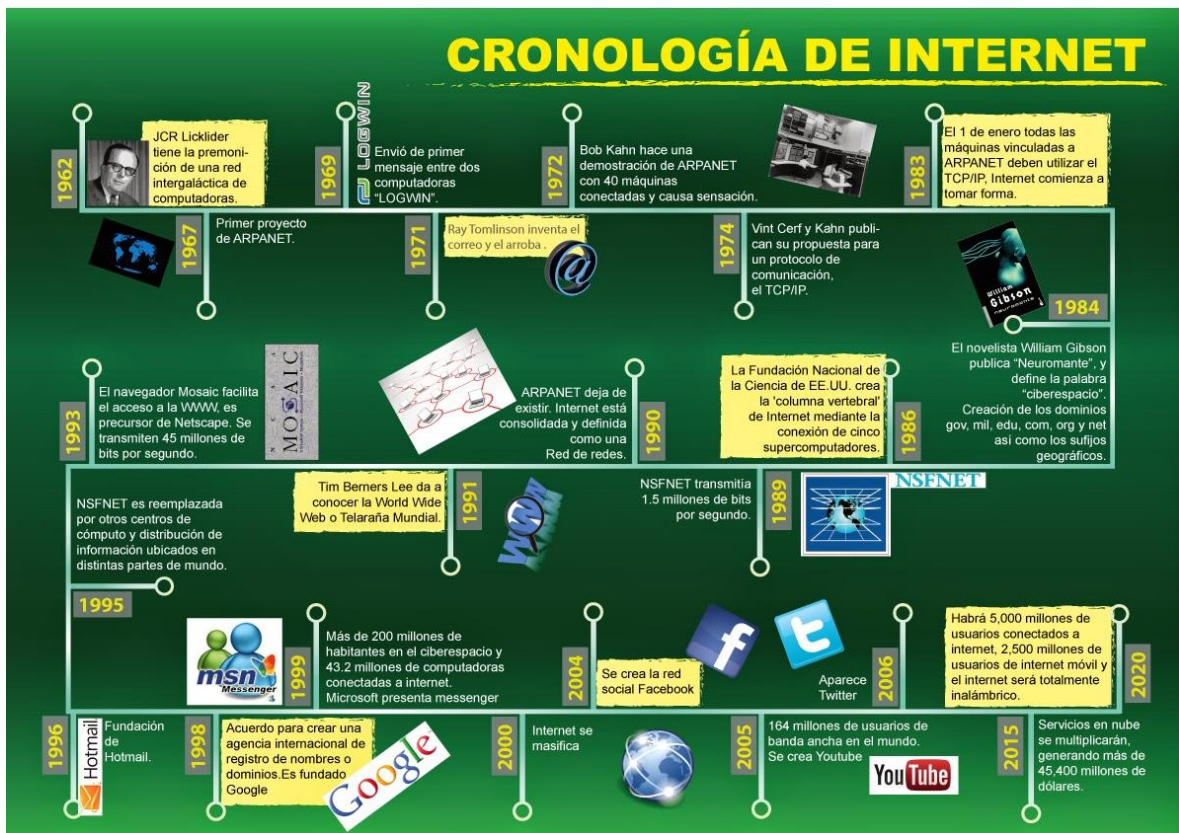 CRONOLOGÍA DE INTERNET
1962
JCR Licklider
tiene la premoni-
ción de una red
intergaláctica de
computadoras.
1967
Primer proyecto
de ARPANET.
1969
LOGWIN
Envió de primer
mensaje entre dos
computadoras
“LOGWIN”.
1971
Ray Tomlinson inventa el
correo y el arroba .
@
1972
Bob Kahn hace una
demostración de ARPANET
con 40 máquinas
conectadas y causa sensación.
1974
Vint Cerf y Kahn publi-
can su propuesta para
un protocolo de
comunicación,
el TCP/IP.
1983
El 1 de enero todas las
máquinas vinculadas a
ARPANET deben utilizar el
TCP/IP, Internet comienza a
tomar forma.
William
Gibson
neuromante
1984
El novelista William Gibson
publica “Neuromante”, y
define la palabra
“ciberespacio”.
Creación de los dominios
gov, mil, edu, com, org y net
así como los sufijos
geográficos.
1986
La Fundación Nacional de
la Ciencia de EE.UU. crea
la 'columna vertebral'
de Internet mediante la
conexión de cinco
supercomputadores.
1989
NSFNET transmitía
1.5 millones de bits
por segundo.
NSFNET
1990
ARPANET deja de
existir. Internet está
consolidada y definida
como una
Red de redes.
1991
Tim Berners Lee da a
conocer la World Wide
Web o Telaraña Mundial.
WWW
1993
El navegador Mosaic facilita
el acceso a la WWW, es
precursor de Netscape. Se
transmiten 45 millones de
bits por segundo.
NCSA
MOSAIC
NSFNET es reemplazada
por otros centros de
cómputo y distribución de
información ubicados en
distintas partes de mundo.
1995
1996
Hotmail
Fundación
de
Hotmail.
1998
Acuerdo para crear una
agencia internacional de
registro de nombres o
dominios.Es fundado
Google
Google
msn
Messenger
1999
Más de 200 millones de
habitantes en el ciberespacio y
43.2 millones de computadoras
conectadas a internet.
Microsoft presenta messenger
2000
Internet se
masifica
2004
Se crea la red
social Facebook
f
2005
164 millones de usuarios de
banda ancha en el mundo.
Se crea Youtube
YouTube
t
Aparece
Twitter
2006
2015
Servicios en nube
se multiplicarán,
generando más de
45,400 millones de
dólares.
Habrá 5,000 millones de
usuarios conectados a
internet, 2,500 millones de
usuarios de internet móvil y
el internet será totalmente
inalámbrico.
2020